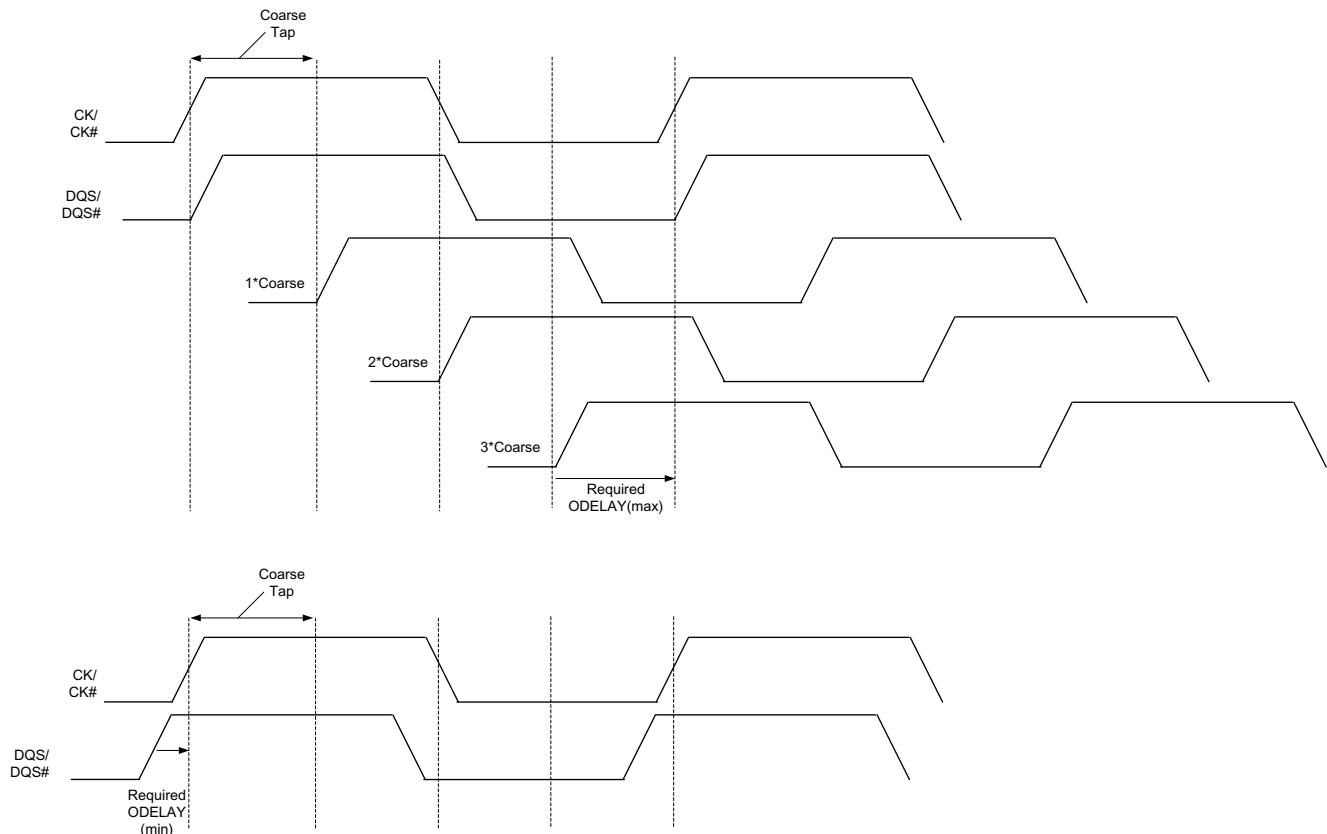 Coarse
Tap
CK/
CK#
DQS/
DQS#
1*Coarse
2*Coarse
3*Coarse
Required
ODELAY(max)
Coarse
Tap
CK/
CK#
DQS/
DQS#
Required
ODELAY
(min)